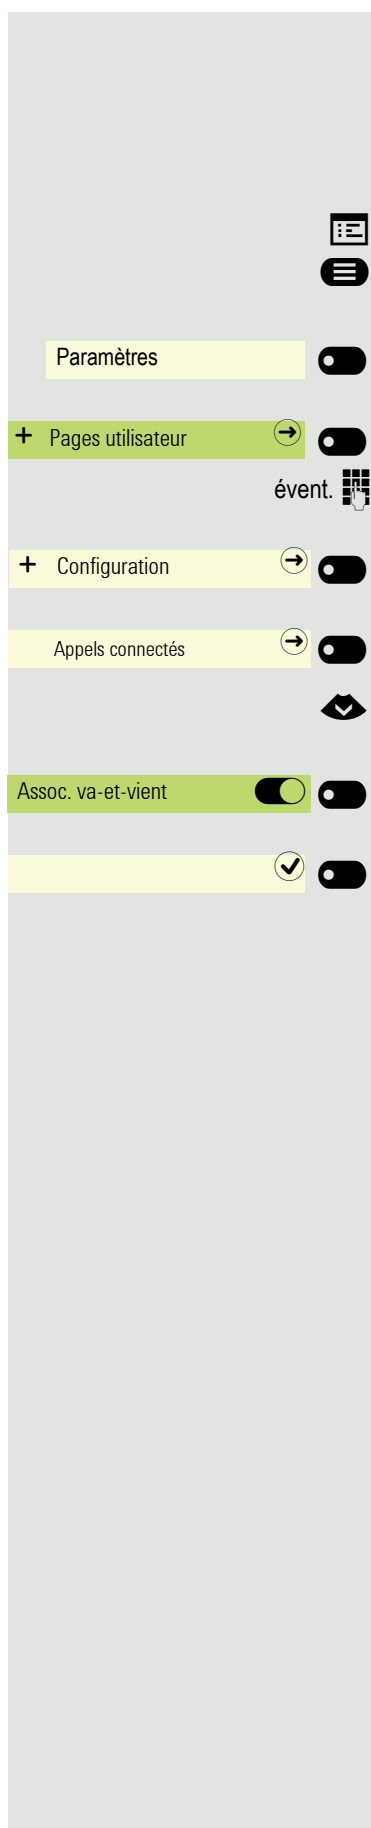 Paramètres
+ Pages utilisateur
évent.
+ Configuration
Appels connectés
Assoc. va-et-vient